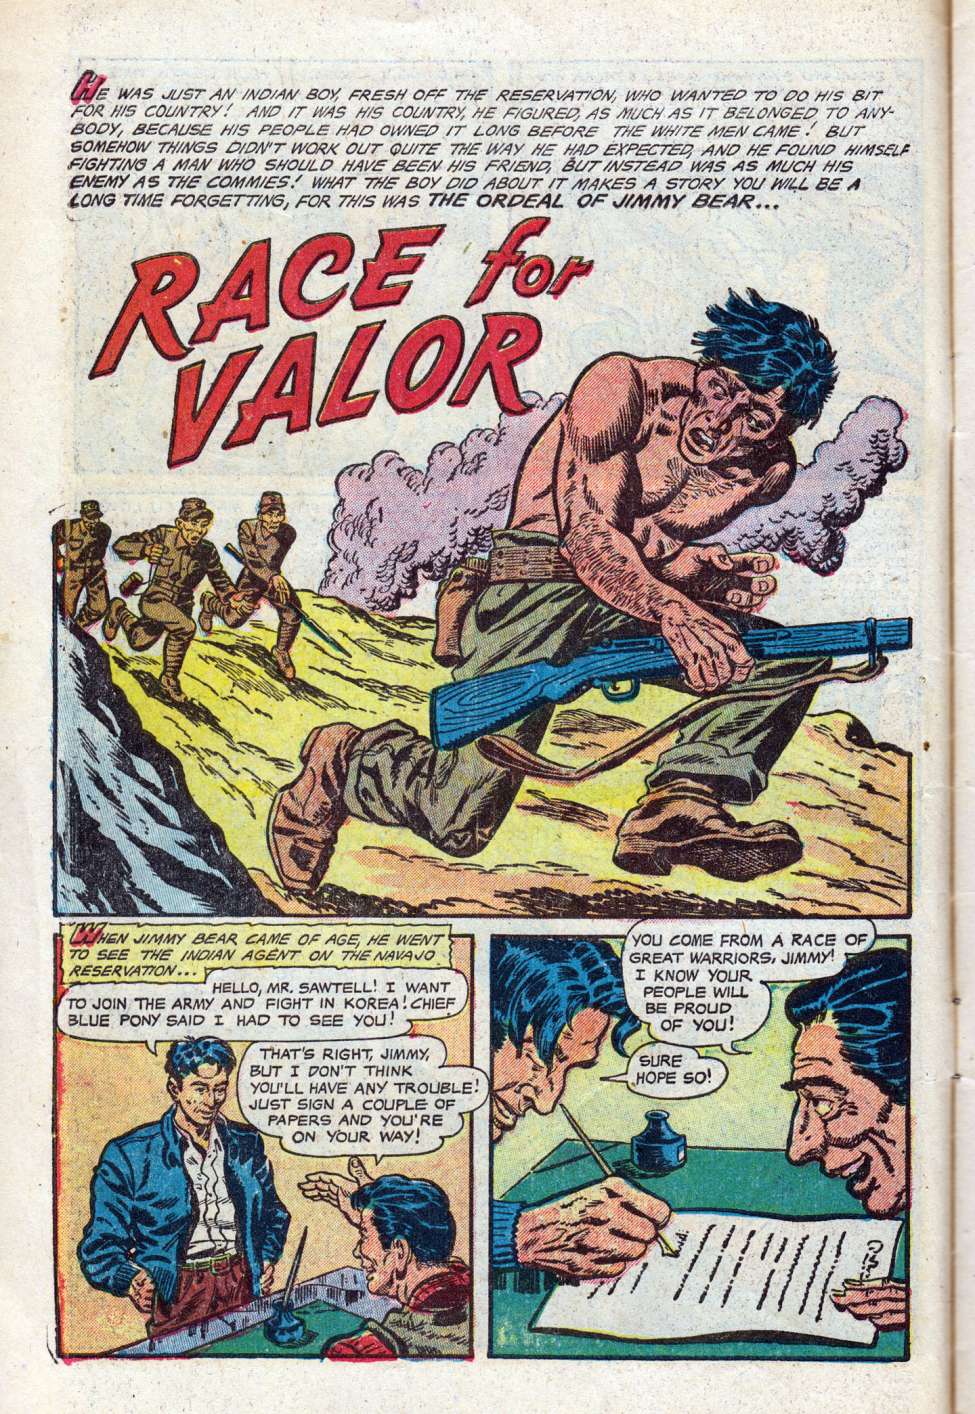 HE WAS JUST AN INDIAN BOY, FRESH OFF THE RESERVATION, WHO WANTED TO DO HIS BIT
FOR HIS COUNTRY! AND IT WAS HIS COUNTRY, HE FIGURED, AS MUCH AS IT BELONGED TO ANY-
BODY, BECAUSE HIS PEOPLE HAD OWNED IT LONG BEFORE THE WHITE MEN CAME! BUT
SOMEHOW THINGS DIDN'T WORK OUT QUITE THE WAY HE HAD EXPECTED, AND HE FOUND HIMSELF
FIGHTING A MAN WHO SHOULD HAVE BEEN HIS FRIEND, BUT INSTEAD WAS AS MUCH HIS
ENEMY AS THE COMMIES! WHAT THE BOY DID ABOUT IT MAKES A STORY YOU WILL BE A
LONG TIME FORGETTING, FOR THIS WAS THE ORDEAL OF JIMMY BEAR...
RACE for
VALOR
WHEN JIMMY BEAR CAME OF AGE, HE WENT
TO SEE THE INDIAN AGENT ON THE NAVAJO
RESERVATION...
HELLO, MR. SAWTELL! I WANT
TO JOIN THE ARMY AND FIGHT IN KOREA! CHIEF
BLUE PONY SAID I HAD TO SEE YOU!
THAT'S RIGHT, JIMMY,
BUT I DON'T THINK
YOU'LL HAVE ANY TROUBLE!
JUST SIGN A COUPLE OF
PAPERS AND YOU'RE
ON YOUR WAY!
YOU COME FROM A RACE OF
GREAT WARRIORS, JIMMY!
I KNOW YOUR
PEOPLE WILL
BE PROUD
OF YOU!
SURE
HOPE SO!